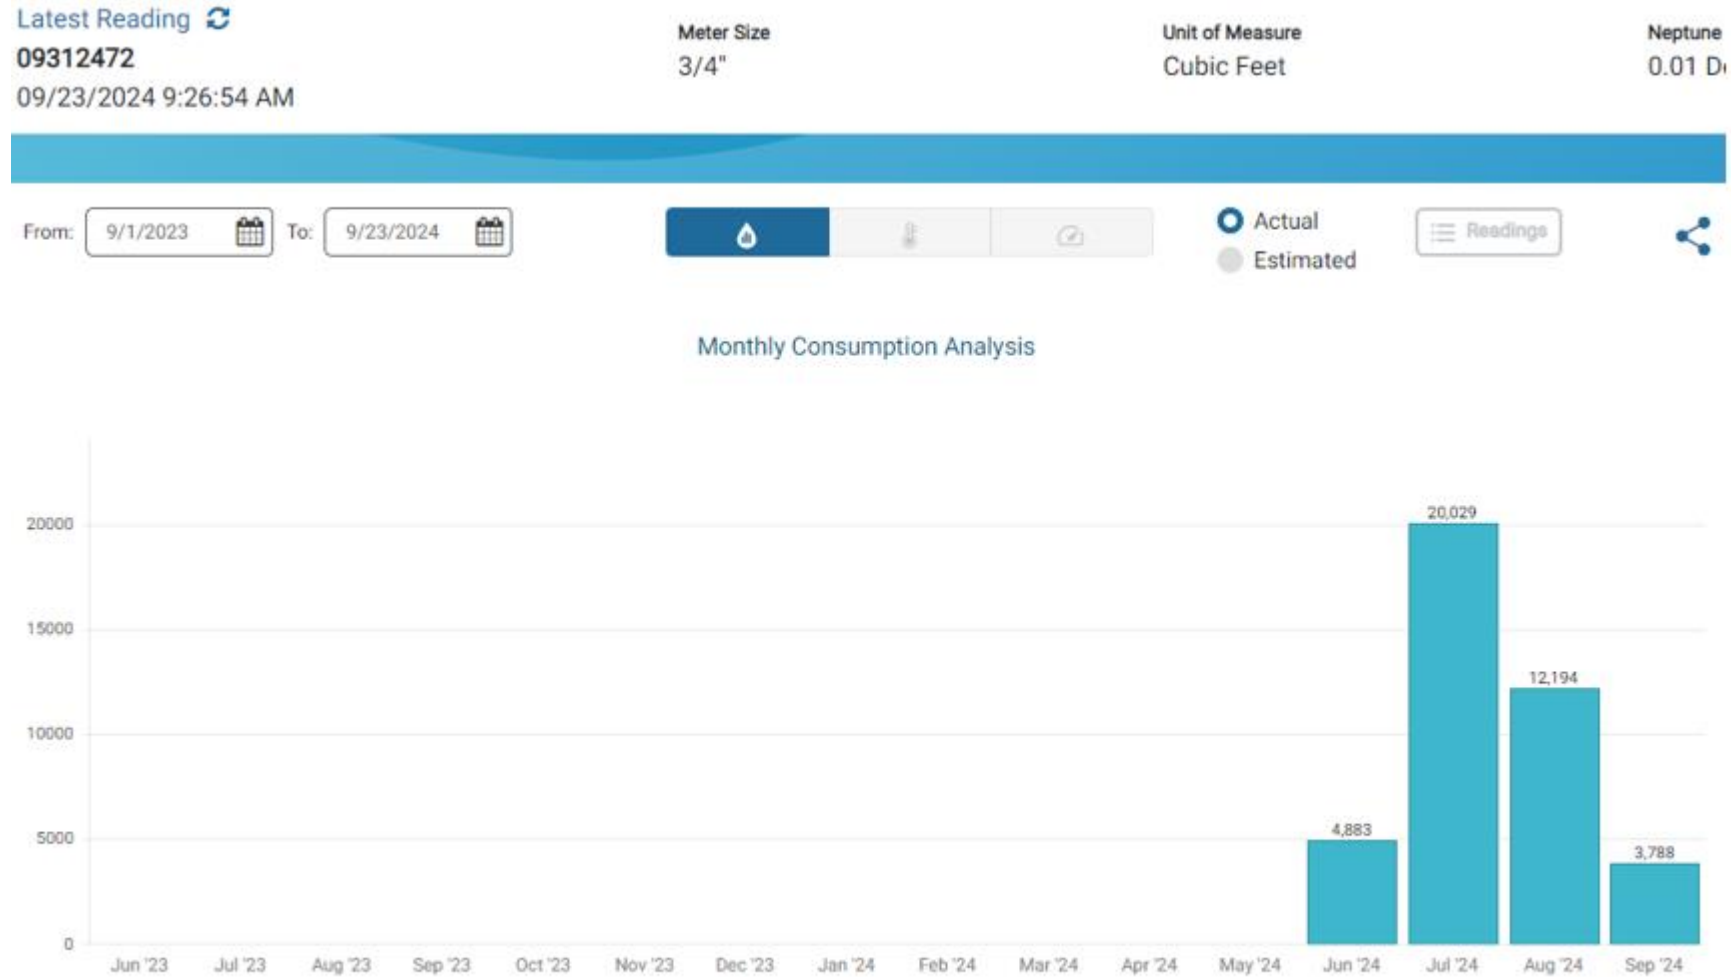 Latest Reading
09312472
09/23/2024 9:26:54 AM
Meter Size
3/4"
Unit of Measure
Cubic Feet
Neptune
0.01
From: 9/1/2023 To: 9/23/2024
Actual
Estimated
Readings
Monthly Consumption Analysis
20000
15000
10000
5000
0
4,883
20,029
12,194
3,788
Jun '23 Jul '23 Aug '23 Sep '23 Oct '23 Nov '23 Dec '23 Jan '24 Feb '24 Mar '24 Apr '24 May '24 Jun '24 Jul '24 Aug '24 Sep '24